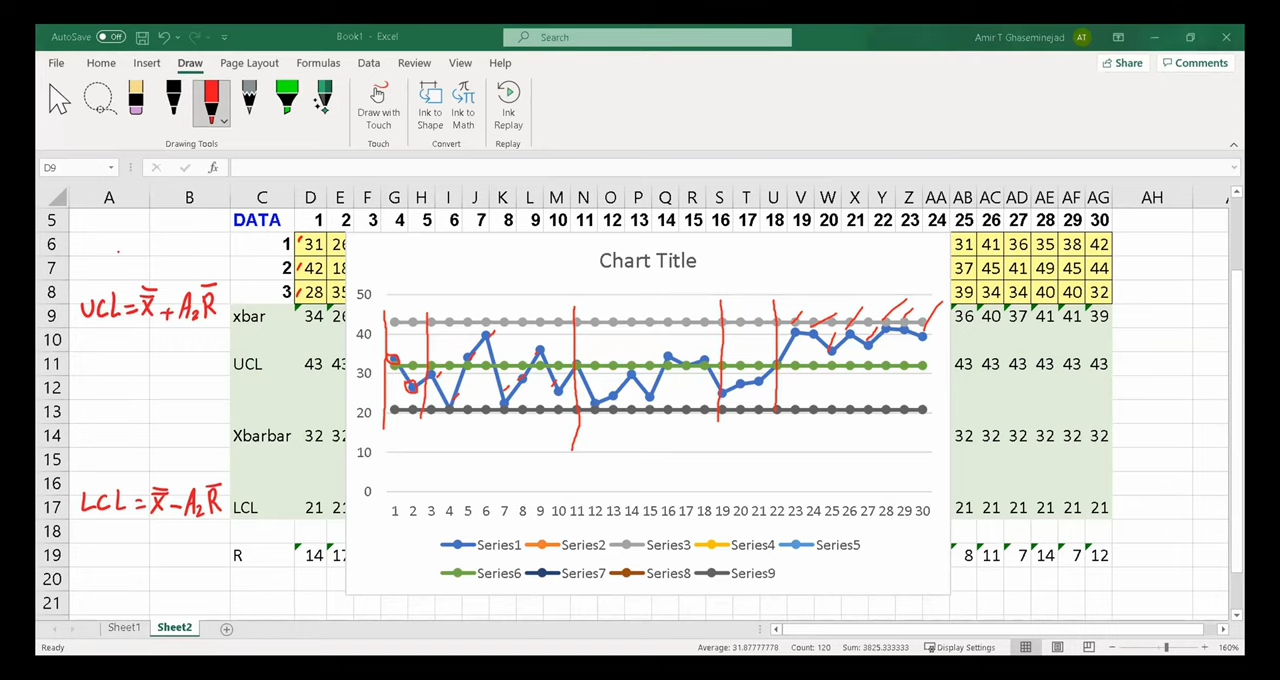 AutoSave Off Book1 - Excel Search Amir T Ghaseminejad AG
File Home Insert Draw Page Layout Formulas Data Review View Help Share Comments
Draw with Touch
Ink to Shape
Ink to Math
Ink Replay
Drawing Tools Touch Convert Replay
D9 fx
A B C D E F G H I J K L M N O P Q R S T U V W X Y Z AA AB AC AD AE AF AG AH
5 DATA 1 2 3 4 5 6 7 8 9 10 11 12 13 14 15 16 17 18 19 20 21 22 23 24 25 26 27 28 29 30
6 1 31 26 31 41 36 35 38 42
7 2 42 18 37 45 41 49 45 44
8 3 28 35 39 34 34 40 40 32
9 xbar 34 26 36 40 37 41 41 39
10
11 UCL 43 43 43 43 43 43 43 43
12
13
14 Xbarbar 32 32 32 32 32 32 32 32
15
16
17 LCL 21 21 21 21 21 21 21 21
18
19 R 14 17 8 11 7 14 7 12
20
21
UCL = X̿ + A₂R̅
LCL = X̿ − A₂R̅
Chart Title
50
40
30
20
10
0
1 2 3 4 5 6 7 8 9 10 11 12 13 14 15 16 17 18 19 20 21 22 23 24 25 26 27 28 29 30
Series1 Series2 Series3 Series4 Series5
Series6 Series7 Series8 Series9
Sheet1 Sheet2
Ready Average: 31.87777778 Count: 120 Sum: 3825.333333 Display Settings 160%